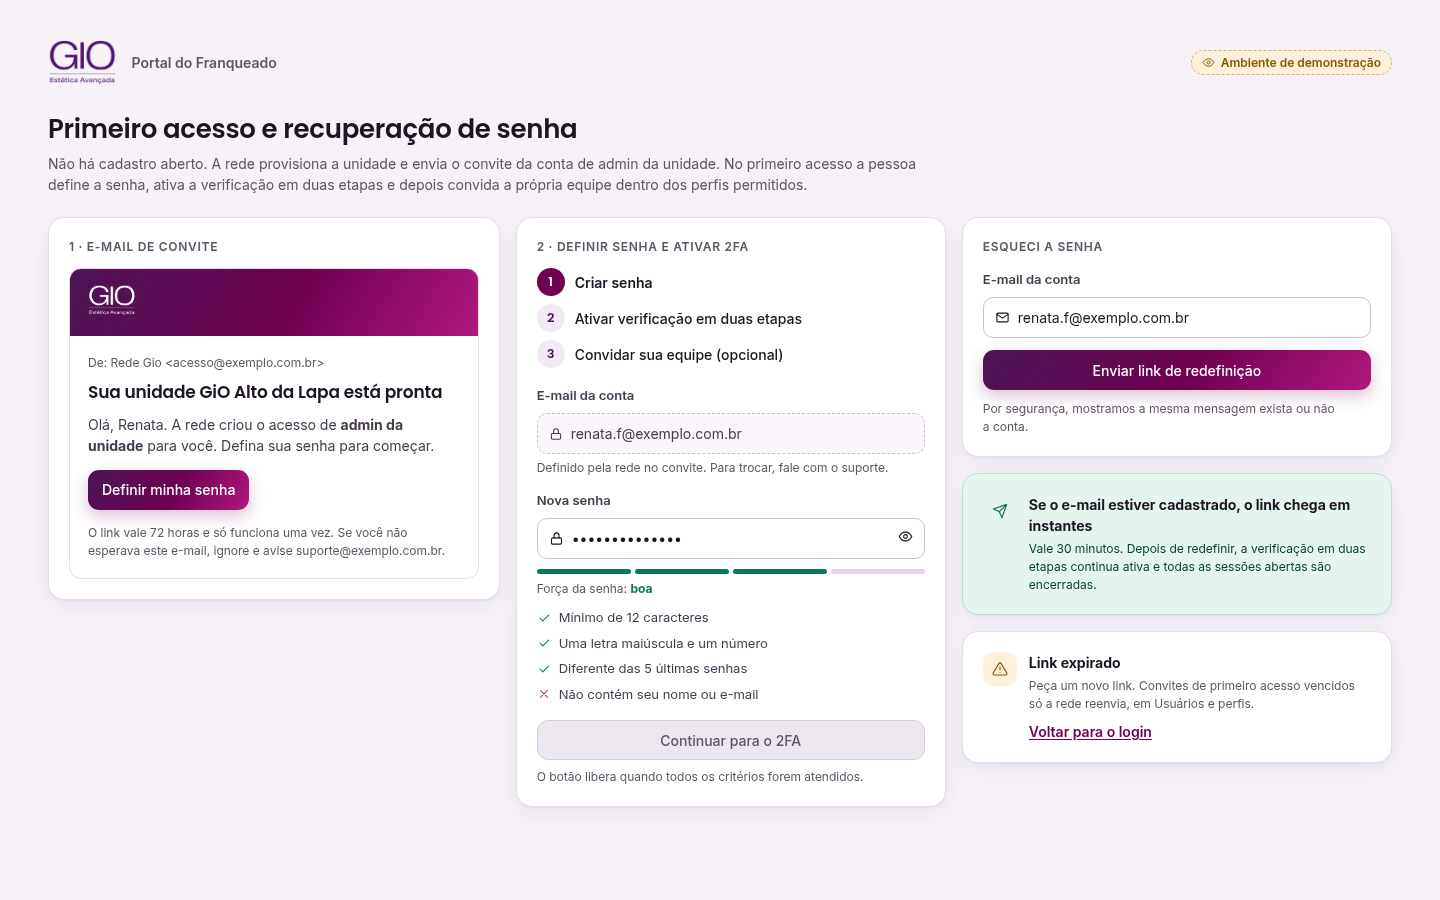 GIO
Estética Avançada
Portal do Franqueado
Ambiente de demonstração
Primeiro acesso e recuperação de senha
Não há cadastro aberto. A rede provisiona a unidade e envia o convite da conta de admin da unidade. No primeiro acesso a pessoa
define a senha, ativa a verificação em duas etapas e depois convida a própria equipe dentro dos perfis permitidos.
1 · E-MAIL DE CONVITE
GIO
Estética Avançada
De: Rede Gio <acesso@exemplo.com.br>
Sua unidade GiO Alto da Lapa está pronta
Olá, Renata. A rede criou o acesso de admin da
unidade para você. Defina sua senha para começar.
Definir minha senha
O link vale 72 horas e só funciona uma vez. Se você não
esperava este e-mail, ignore e avise suporte@exemplo.com.br.
2 · DEFINIR SENHA E ATIVAR 2FA
1 Criar senha
2 Ativar verificação em duas etapas
3 Convidar sua equipe (opcional)
E-mail da conta
renata.f@exemplo.com.br
Definido pela rede no convite. Para trocar, fale com o suporte.
Nova senha
••••••••••••••
Força da senha: boa
Mínimo de 12 caracteres
Uma letra maiúscula e um número
Diferente das 5 últimas senhas
Não contém seu nome ou e-mail
Continuar para o 2FA
O botão libera quando todos os critérios forem atendidos.
ESQUECI A SENHA
E-mail da conta
renata.f@exemplo.com.br
Enviar link de redefinição
Por segurança, mostramos a mesma mensagem exista ou não
a conta.
Se o e-mail estiver cadastrado, o link chega em
instantes
Vale 30 minutos. Depois de redefinir, a verificação em duas
etapas continua ativa e todas as sessões abertas são
encerradas.
Link expirado
Peça um novo link. Convites de primeiro acesso vencidos
só a rede reenvia, em Usuários e perfis.
Voltar para o login